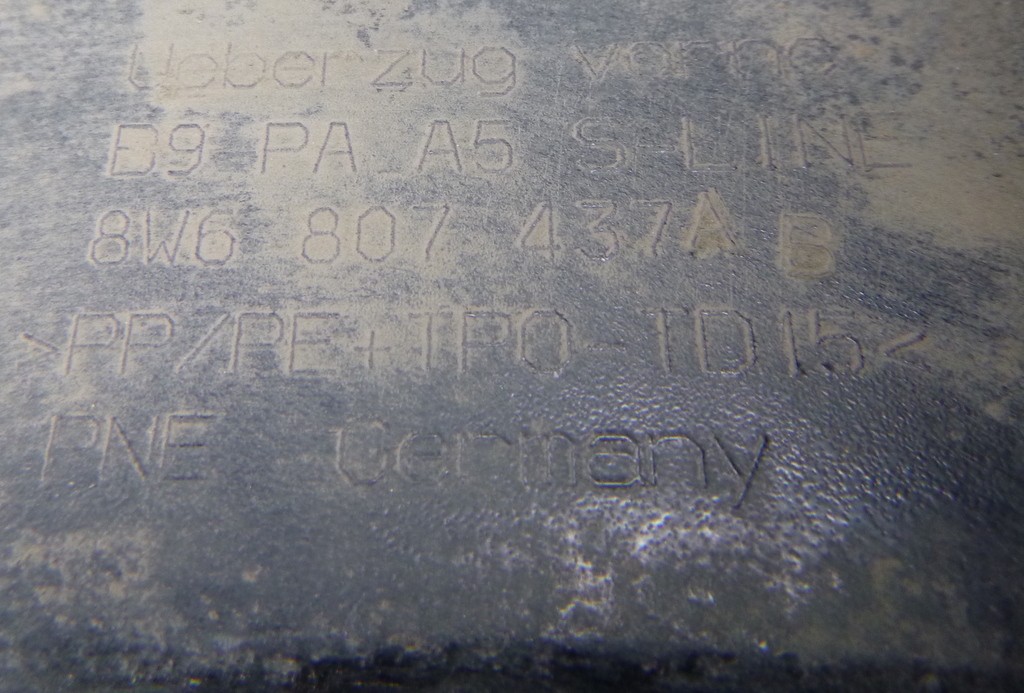 Ueberzug vorne
B9 PA A5 S-LINE
8W6 807 437A B
>PP/PE+TPO-TD15<
PNE Germany